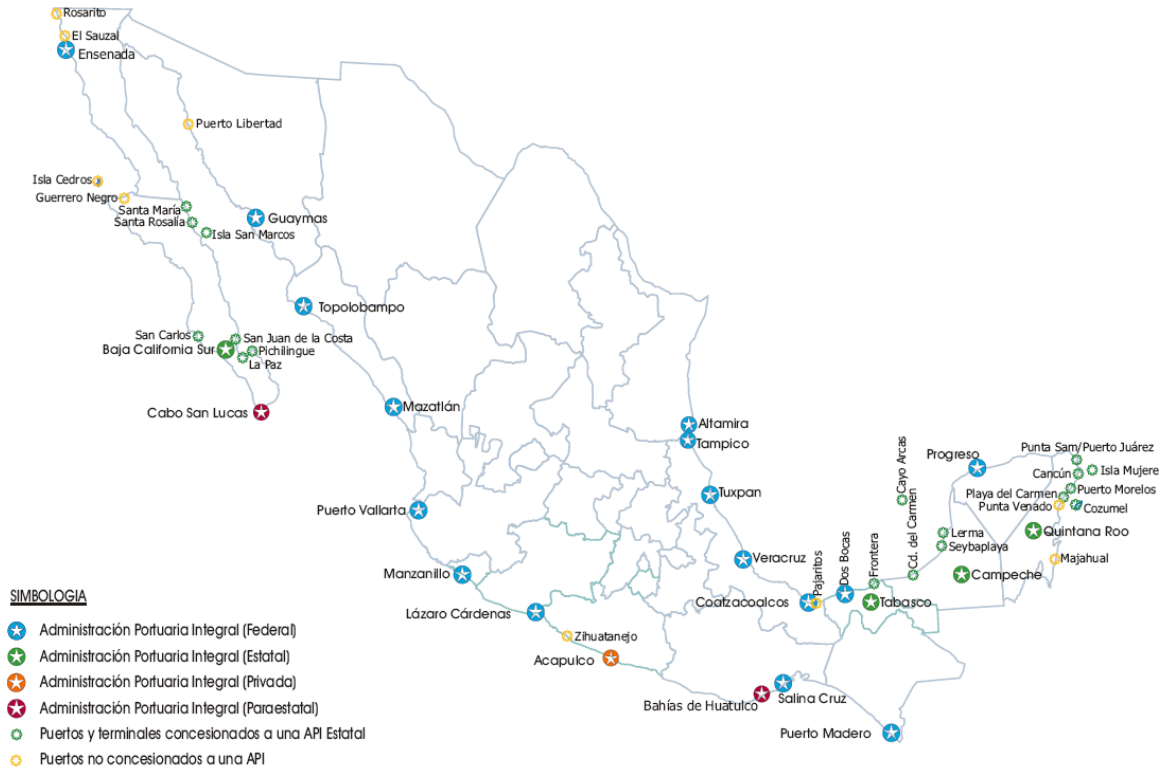 Rosarito
El Sauzal
Ensenada
Puerto Libertad
Isla Cedros
Guerrero Negro
Santa María
Santa Rosalía
Isla San Marcos
Guaymas
Topolobampo
San Carlos
San Juan de la Costa
Baja California Sur
Pichilingue
La Paz
Cabo San Lucas
Mazatlán
Altamira
Tampico
Puerto Vallarta
Tuxpan
Veracruz
Manzanillo
Lázaro Cárdenas
Zihuatanejo
Acapulco
Coatzacoalcos
Pajaritos
Dos Bocas
Frontera
Tabasco
Cd. del Carmen
Cayo Arcas
Progreso
Lerma
Seybaplaya
Campeche
Punta Sam/Puerto Juárez
Cancún
Isla Mujere
Puerto Morelos
Playa del Carmen
Punta Venado
Cozumel
Quintana Roo
Majahual
Bahías de Huatulco
Salina Cruz
Puerto Madero
SIMBOLOGIA
Administración Portuaria Integral (Federal)
Administración Portuaria Integral (Estatal)
Administración Portuaria Integral (Privada)
Administración Portuaria Integral (Paraestatal)
Puertos y terminales concesionados a una API Estatal
Puertos no concesionados a una API